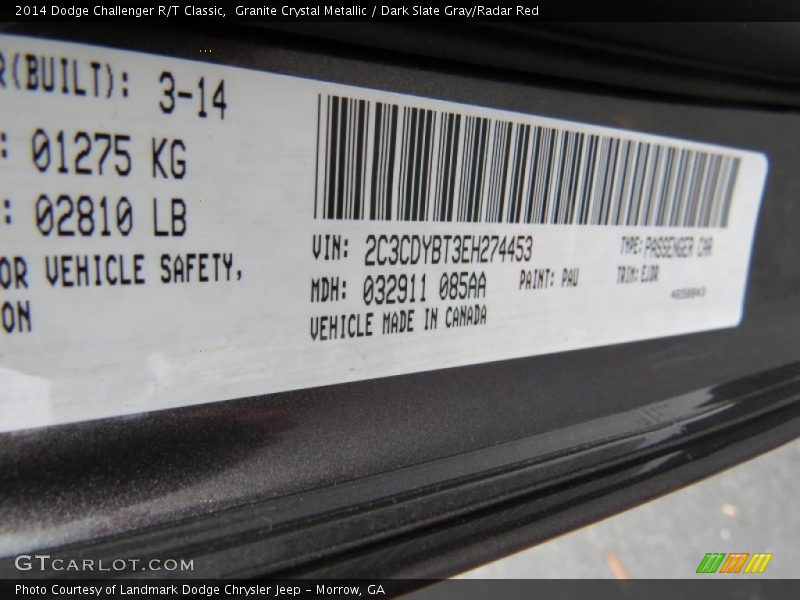 2014 Dodge Challenger R/T Classic, Granite Crystal Metallic / Dark Slate Gray/Radar Red
R(BUILT): 3-14
: 01275 KG
: 02810 LB
OR VEHICLE SAFETY,
ON
VIN: 2C3CDYBT3EH274453
TYPE: PASSENGER CAR
MDH: 032911 085AA
PAINT: PAU
TRIM: EJDR
VEHICLE MADE IN CANADA
GTCARLOT.COM
Photo Courtesy of Landmark Dodge Chrysler Jeep - Morrow, GA